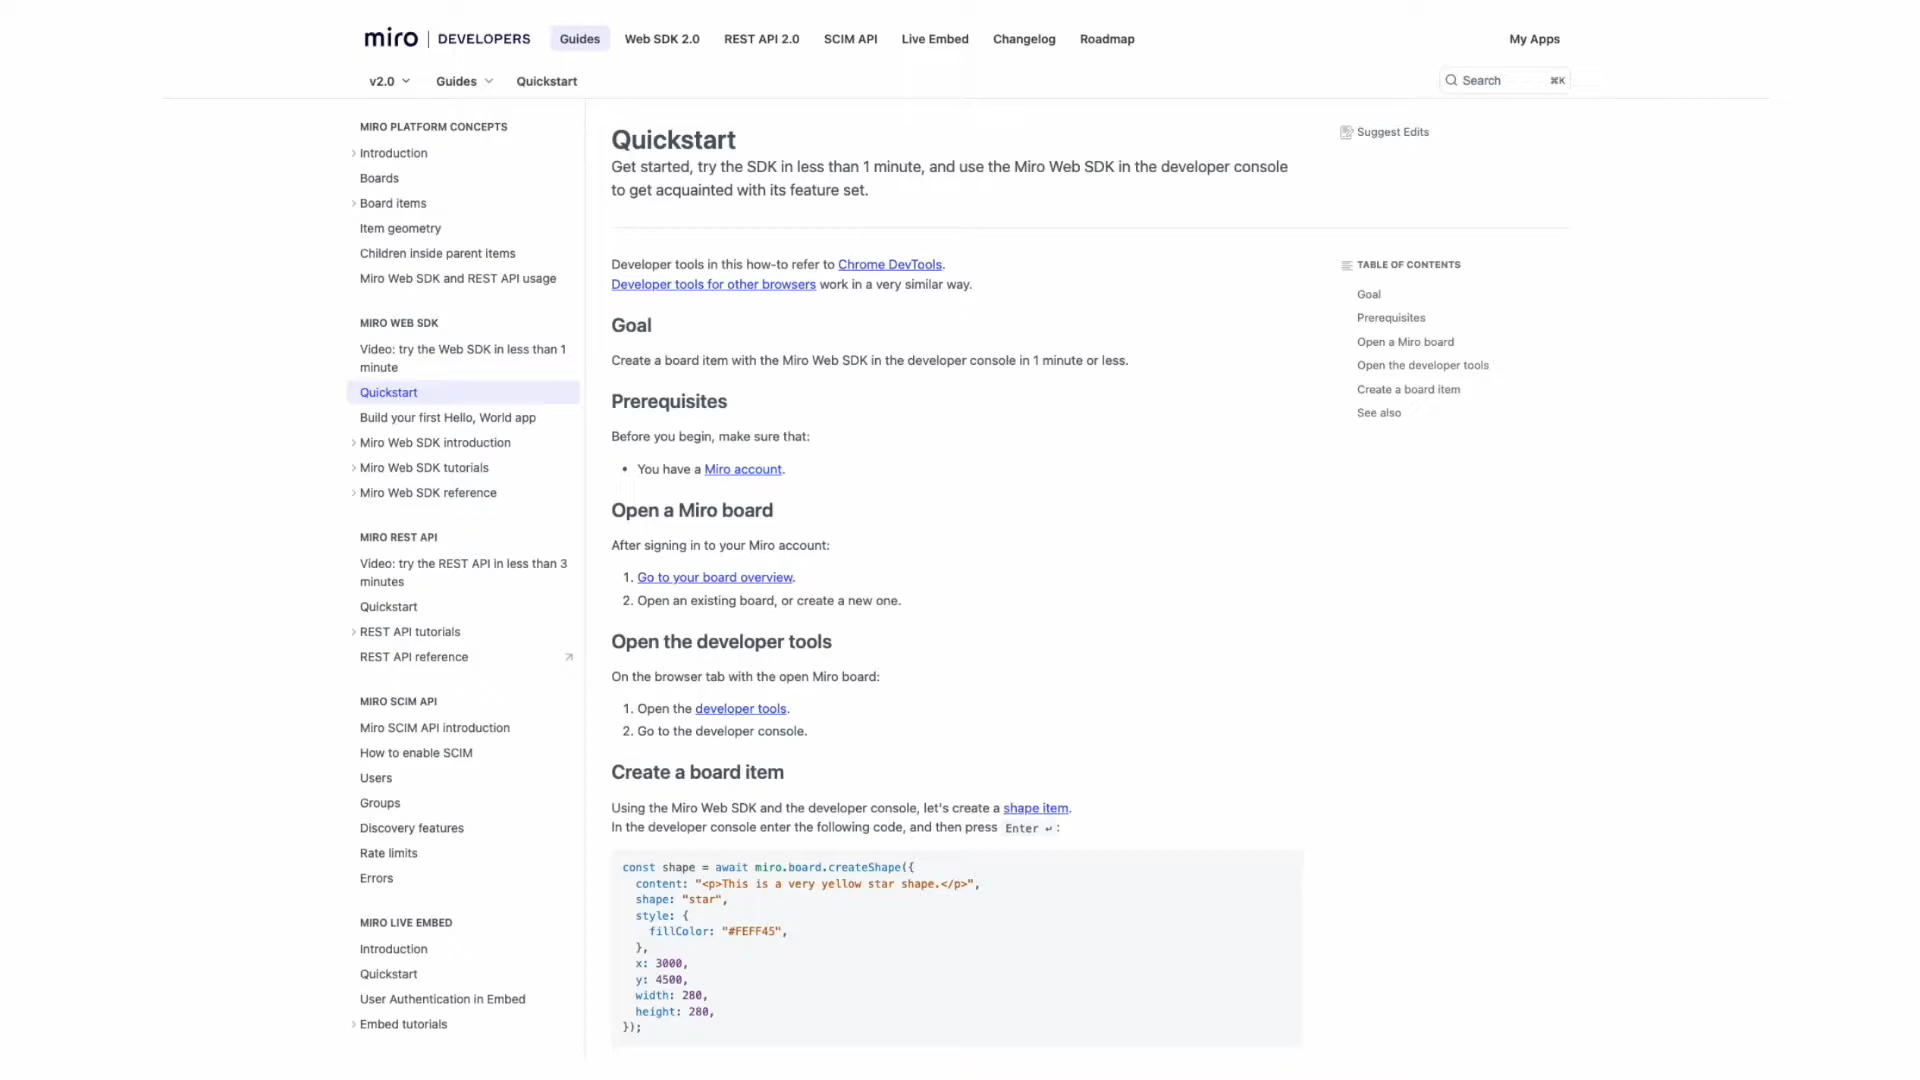 miro | DEVELOPERS Guides Web SDK 2.0 REST API 2.0 SCIM API Live Embed Changelog Roadmap My Apps
v2.0 Guides Quickstart Search ⌘K
MIRO PLATFORM CONCEPTS
Introduction
Boards
Board items
Item geometry
Children inside parent items
Miro Web SDK and REST API usage
MIRO WEB SDK
Video: try the Web SDK in less than 1
minute
Quickstart
Build your first Hello, World app
Miro Web SDK introduction
Miro Web SDK tutorials
Miro Web SDK reference
MIRO REST API
Video: try the REST API in less than 3
minutes
Quickstart
REST API tutorials
REST API reference
MIRO SCIM API
Miro SCIM API introduction
How to enable SCIM
Users
Groups
Discovery features
Rate limits
Errors
MIRO LIVE EMBED
Introduction
Quickstart
User Authentication in Embed
Embed tutorials
Quickstart
Get started, try the SDK in less than 1 minute, and use the Miro Web SDK in the developer console
to get acquainted with its feature set.
Developer tools in this how-to refer to Chrome DevTools.
Developer tools for other browsers work in a very similar way.
Goal
Create a board item with the Miro Web SDK in the developer console in 1 minute or less.
Prerequisites
Before you begin, make sure that:
• You have a Miro account.
Open a Miro board
After signing in to your Miro account:
1. Go to your board overview.
2. Open an existing board, or create a new one.
Open the developer tools
On the browser tab with the open Miro board:
1. Open the developer tools.
2. Go to the developer console.
Create a board item
Using the Miro Web SDK and the developer console, let's create a shape item.
In the developer console enter the following code, and then press Enter ↵ :
const shape = await miro.board.createShape({
content: "<p>This is a very yellow star shape.</p>",
shape: "star",
style: {
fillColor: "#FEFF45",
},
x: 3000,
y: 4500,
width: 280,
height: 280,
});
Suggest Edits
TABLE OF CONTENTS
Goal
Prerequisites
Open a Miro board
Open the developer tools
Create a board item
See also